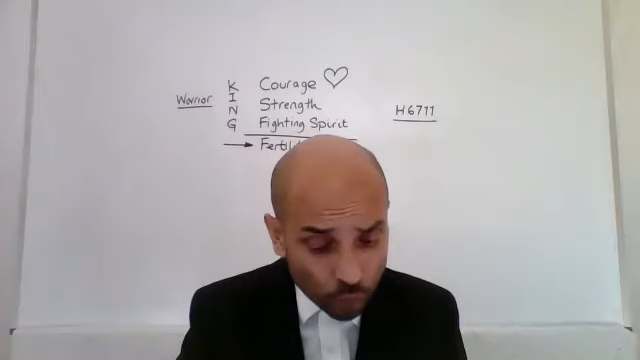 Warrior
K
I
N
G
Courage
Strength
Fighting Spirit
H6711